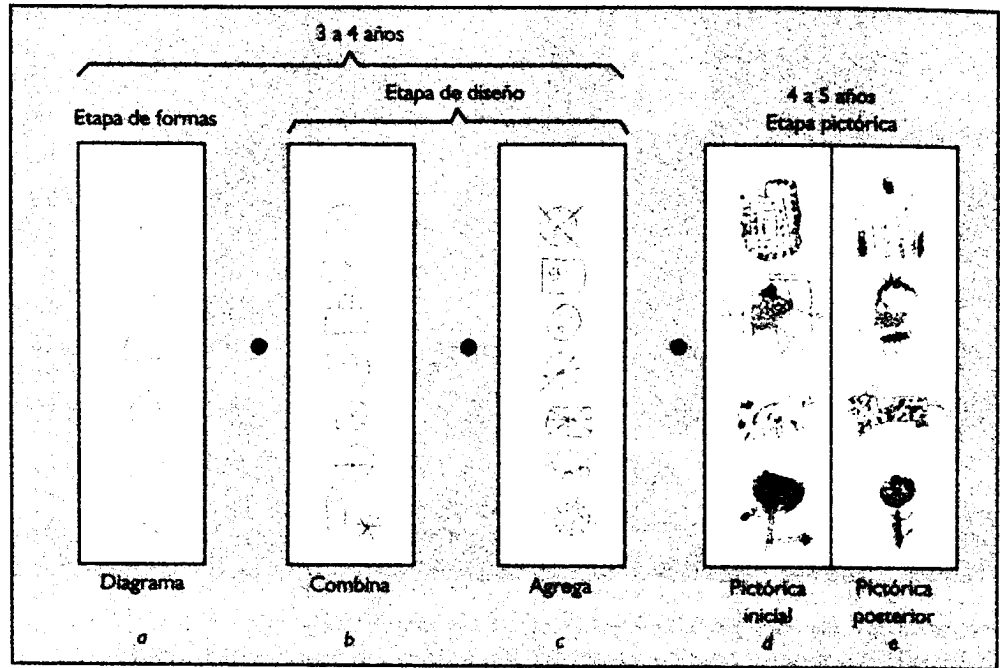 3 a 4 años
Etapa de diseño
Etapa de formas
4 a 5 años
Etapa pictórica
Diagrama
Combina
Agrega
Pictórica
inicial
Pictórica
posterior
a
b
c
d
e